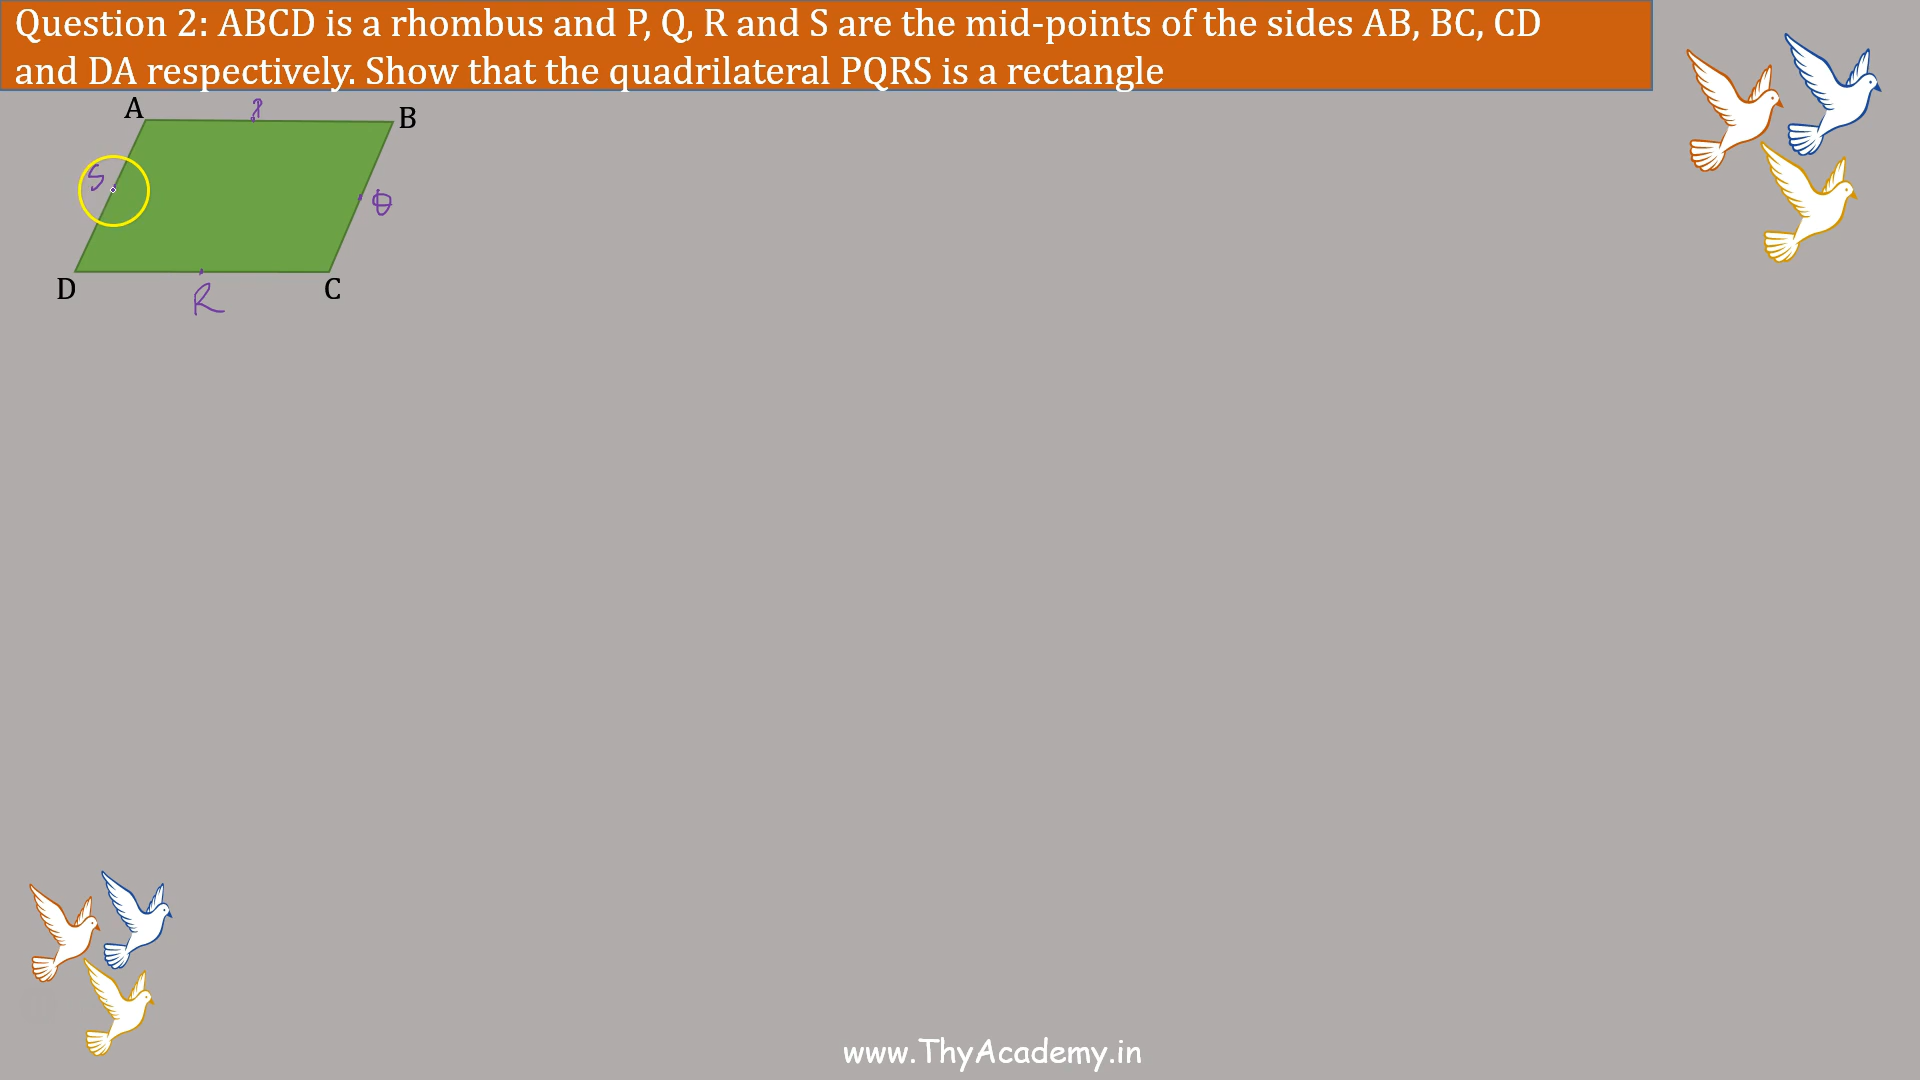 Question 2: ABCD is a rhombus and P, Q, R and S are the mid-points of the sides AB, BC, CD
and DA respectively. Show that the quadrilateral PQRS is a rectangle
A
P
B
S
Q
D
R
C
www.ThyAcademy.in